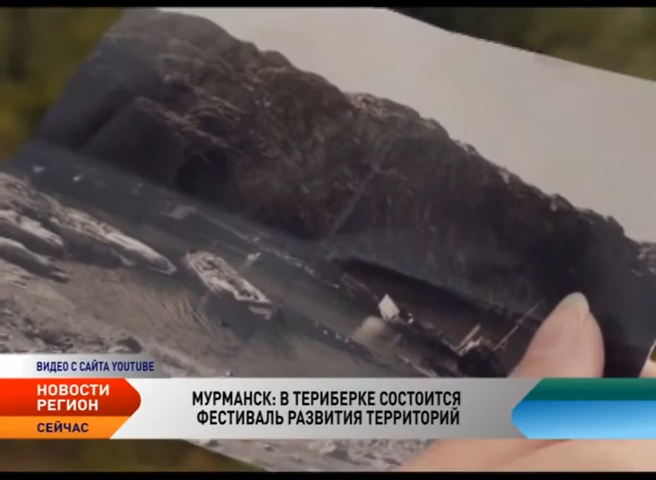 ВИДЕО С САЙТА YOUTUBE
НОВОСТИ
РЕГИОН
СЕЙЧАС
МУРМАНСК: В ТЕРИБЕРКЕ СОСТОИТСЯ
ФЕСТИВАЛЬ РАЗВИТИЯ ТЕРРИТОРИЙ